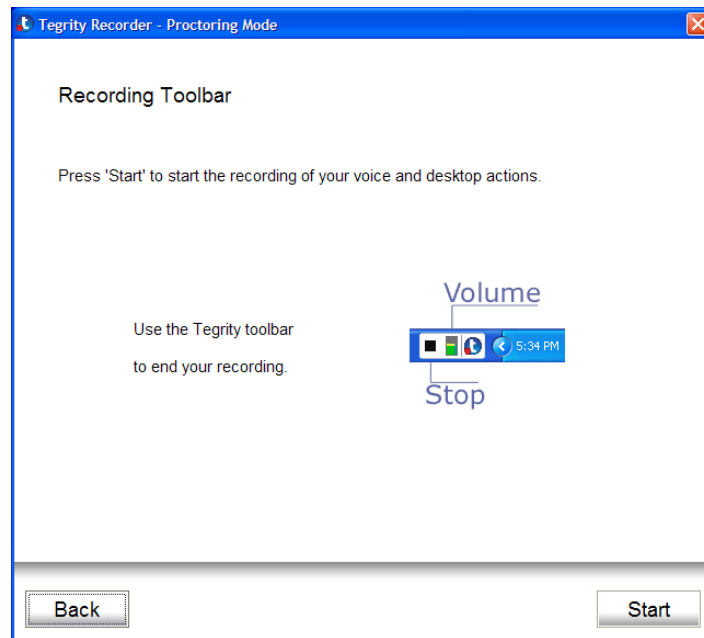 Tegrity Recorder - Proctoring Mode
Recording Toolbar
Press 'Start' to start the recording of your voice and desktop actions.
Volume
Use the Tegrity toolbar
to end your recording.
5:34 PM
Stop
Back
Start